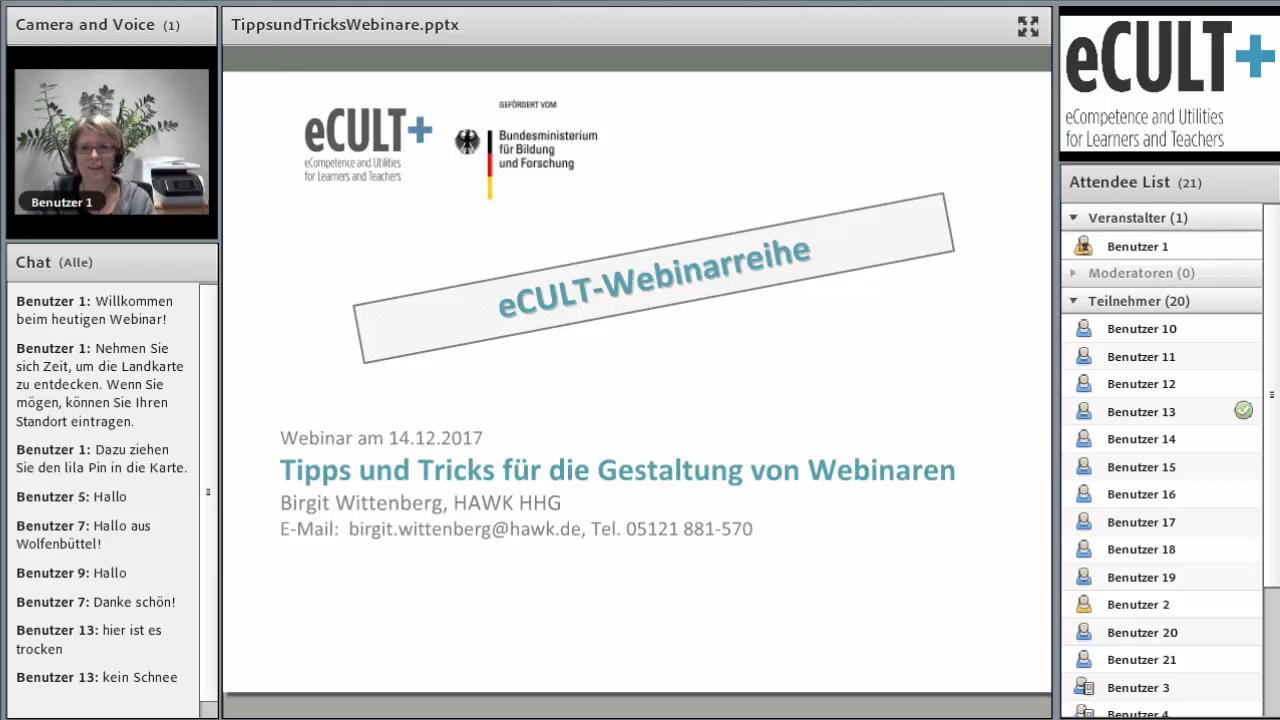 Camera and Voice (1)
Benutzer 1
Chat (Alle)
Benutzer 1: Willkommen
beim heutigen Webinar!
Benutzer 1: Nehmen Sie
sich Zeit, um die Landkarte
zu entdecken. Wenn Sie
mögen, können Sie Ihren
Standort eintragen.
Benutzer 1: Dazu ziehen
Sie den lila Pin in die Karte.
Benutzer 5: Hallo
Benutzer 7: Hallo aus
Wolfenbüttel!
Benutzer 9: Hallo
Benutzer 7: Danke schön!
Benutzer 13: hier ist es
trocken
Benutzer 13: kein Schnee
TippsundTricksWebinare.pptx
eCULT+
eCompetence and Utilities
for Learners and Teachers
GEFÖRDERT VOM
Bundesministerium
für Bildung
und Forschung
eCULT-Webinarreihe
Webinar am 14.12.2017
Tipps und Tricks für die Gestaltung von Webinaren
Birgit Wittenberg, HAWK HHG
E-Mail: birgit.wittenberg@hawk.de, Tel. 05121 881-570
eCULT+
eCompetence and Utilities
for Learners and Teachers
Attendee List (21)
Veranstalter (1)
Benutzer 1
Moderatoren (0)
Teilnehmer (20)
Benutzer 10
Benutzer 11
Benutzer 12
Benutzer 13
Benutzer 14
Benutzer 15
Benutzer 16
Benutzer 17
Benutzer 18
Benutzer 19
Benutzer 2
Benutzer 20
Benutzer 21
Benutzer 3
Benutzer 4